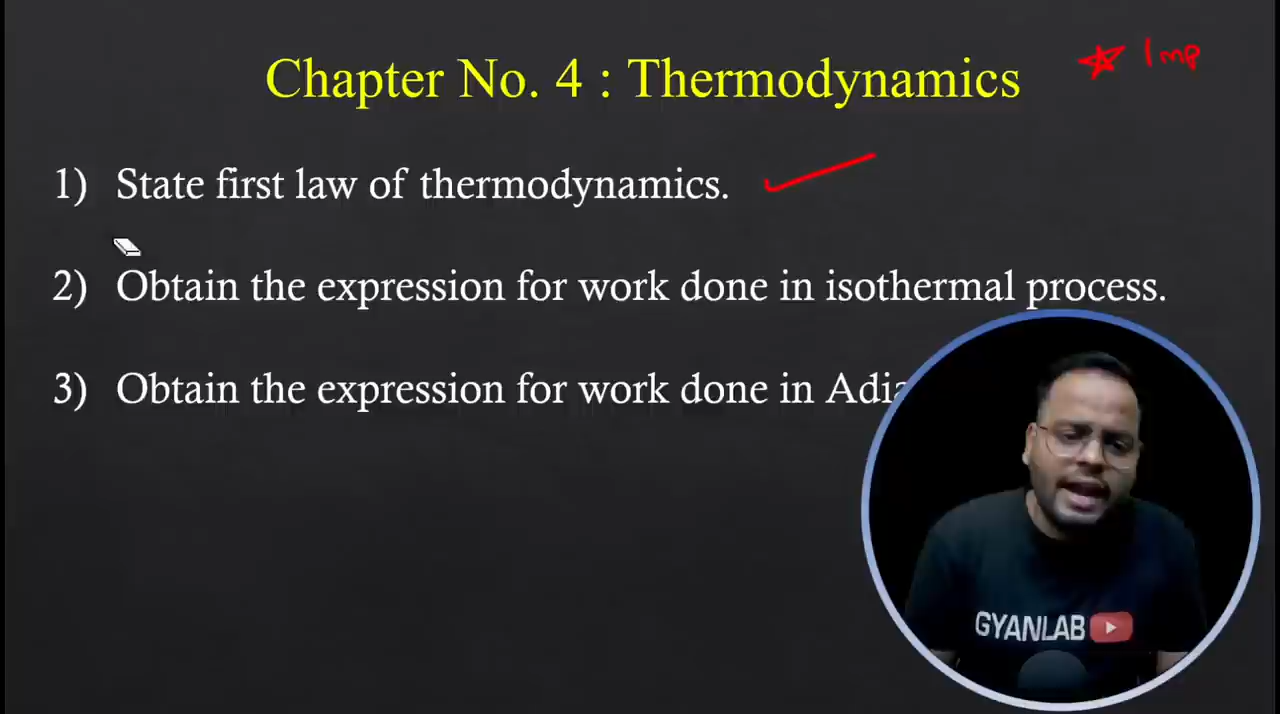 Chapter No. 4 : Thermodynamics
Imp
1) State first law of thermodynamics.
2) Obtain the expression for work done in isothermal process.
3) Obtain the expression for work done in
GYANLAB